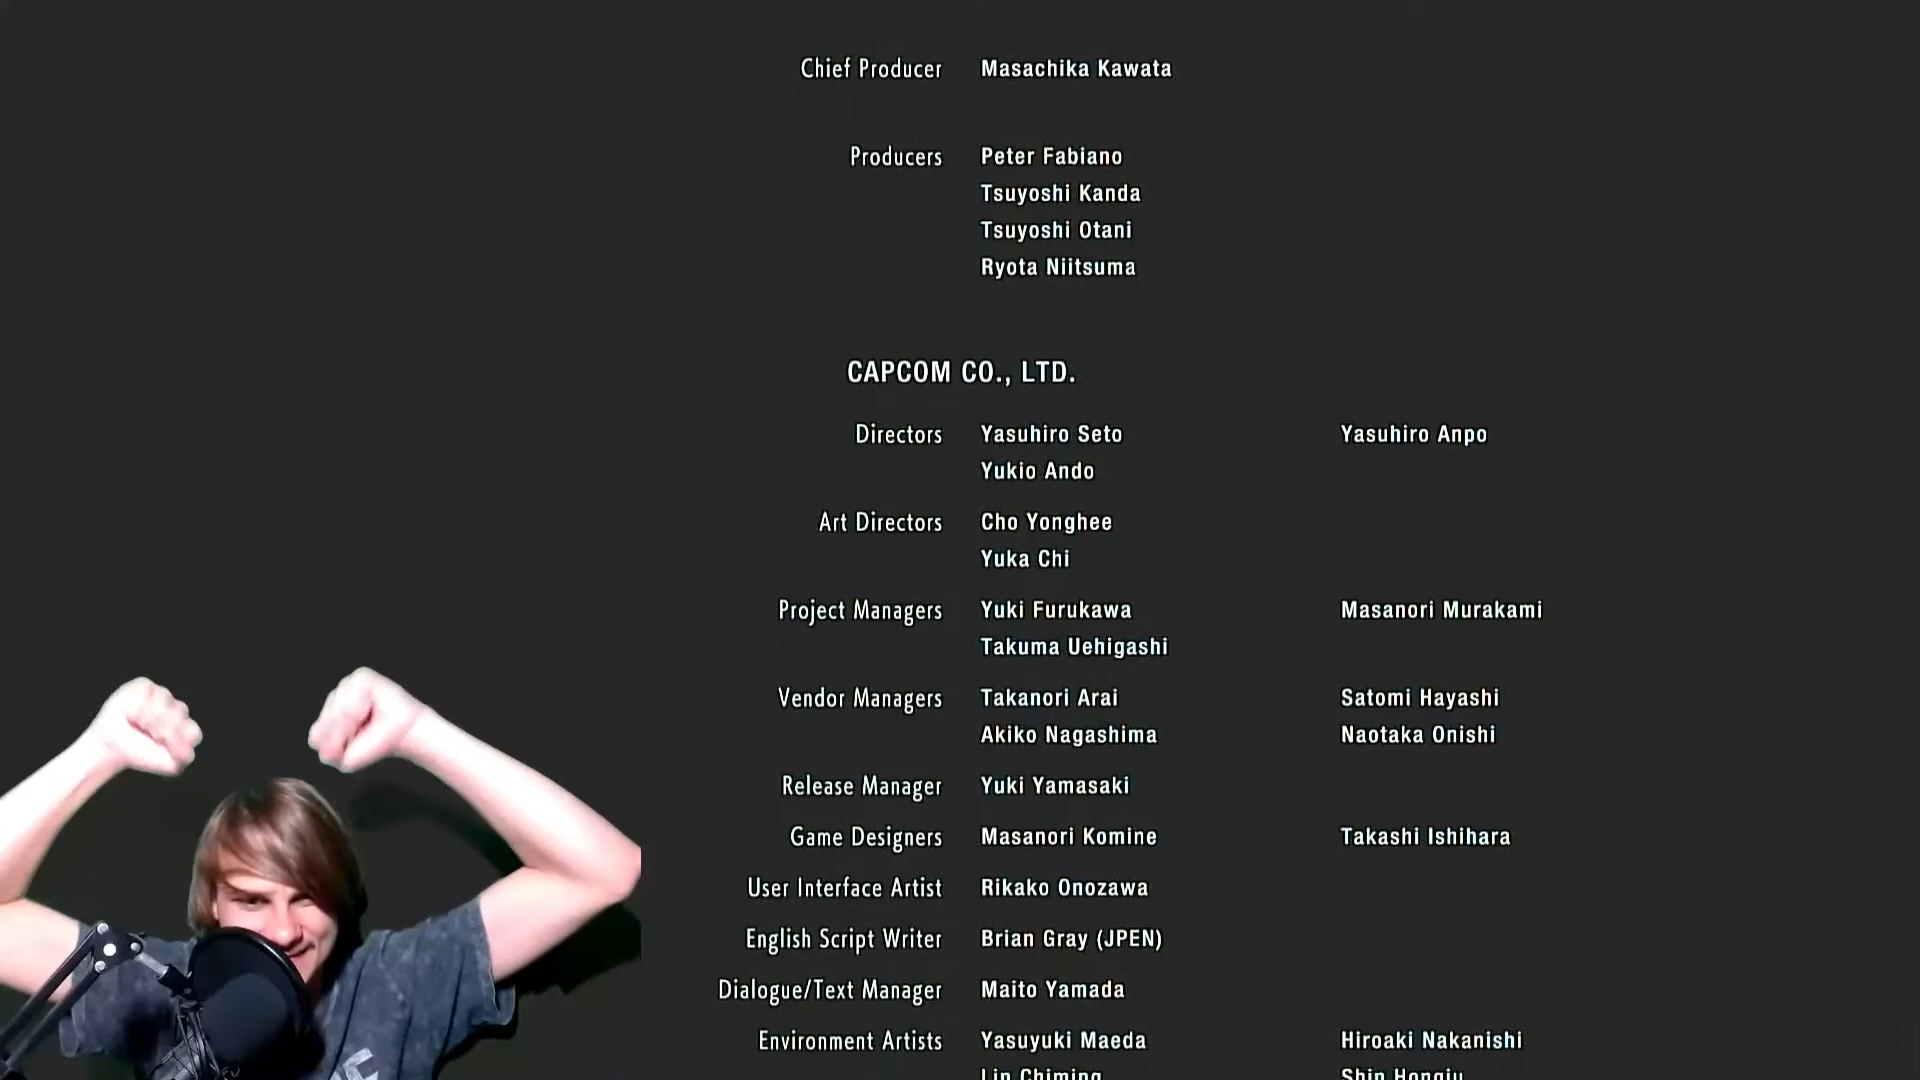 Chief Producer Masachika Kawata
Producers Peter Fabiano
Tsuyoshi Kanda
Tsuyoshi Otani
Ryota Niitsuma
CAPCOM CO., LTD.
Directors Yasuhiro Seto Yasuhiro Anpo
Yukio Ando
Art Directors Cho Yonghee
Yuka Chi
Project Managers Yuki Furukawa Masanori Murakami
Takuma Uehigashi
Vendor Managers Takanori Arai Satomi Hayashi
Akiko Nagashima Naotaka Onishi
Release Manager Yuki Yamasaki
Game Designers Masanori Komine Takashi Ishihara
User Interface Artist Rikako Onozawa
English Script Writer Brian Gray (JPEN)
Dialogue/Text Manager Maito Yamada
Environment Artists Yasuyuki Maeda Hiroaki Nakanishi
Lin Chiming Shin Hongju